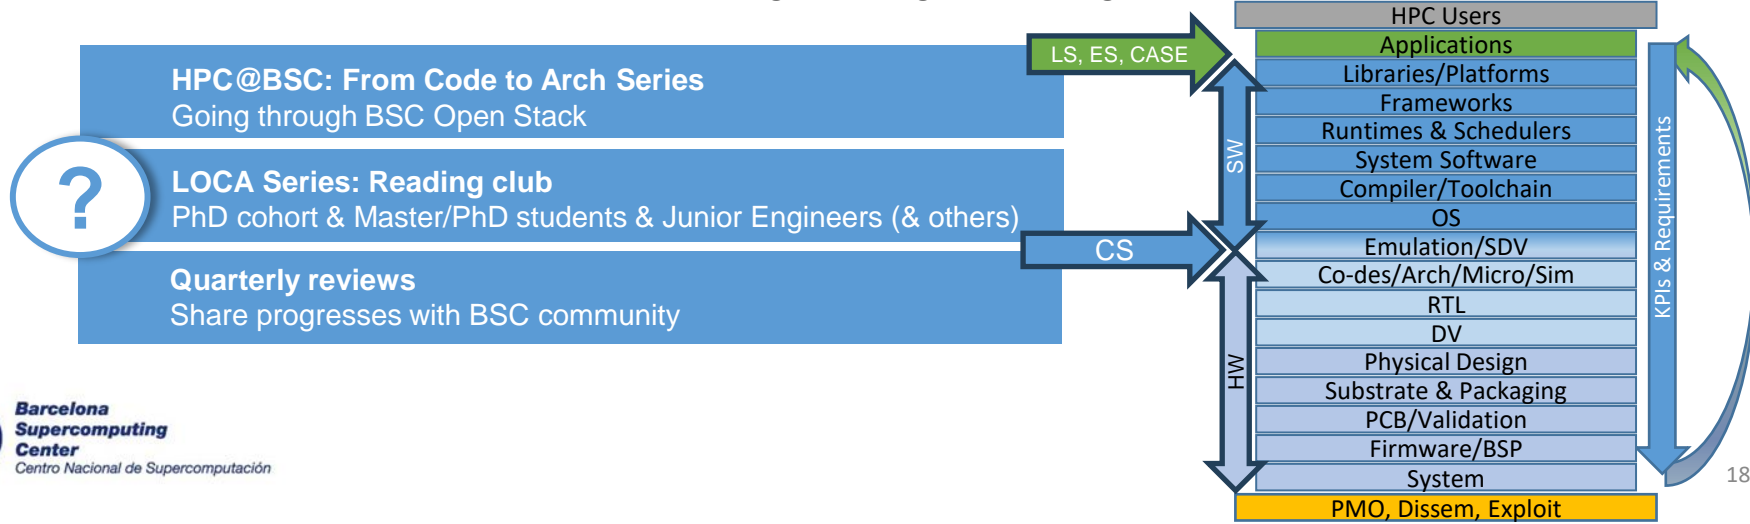 HPC@BSC: From Code to Arch Series
Going through BSC Open Stack
?
LOCA Series: Reading club
PhD cohort & Master/PhD students & Junior Engineers (& others)
Quarterly reviews
Share progresses with BSC community
LS, ES, CASE
CS
SW
HW
HPC Users
Applications
Libraries/Platforms
Frameworks
Runtimes & Schedulers
System Software
Compiler/Toolchain
OS
Emulation/SDV
Co-des/Arch/Micro/Sim
RTL
DV
Physical Design
Substrate & Packaging
PCB/Validation
Firmware/BSP
System
PMO, Dissem, Exploit
KPIs & Requirements
Barcelona
Supercomputing
Center
Centro Nacional de Supercomputación
18